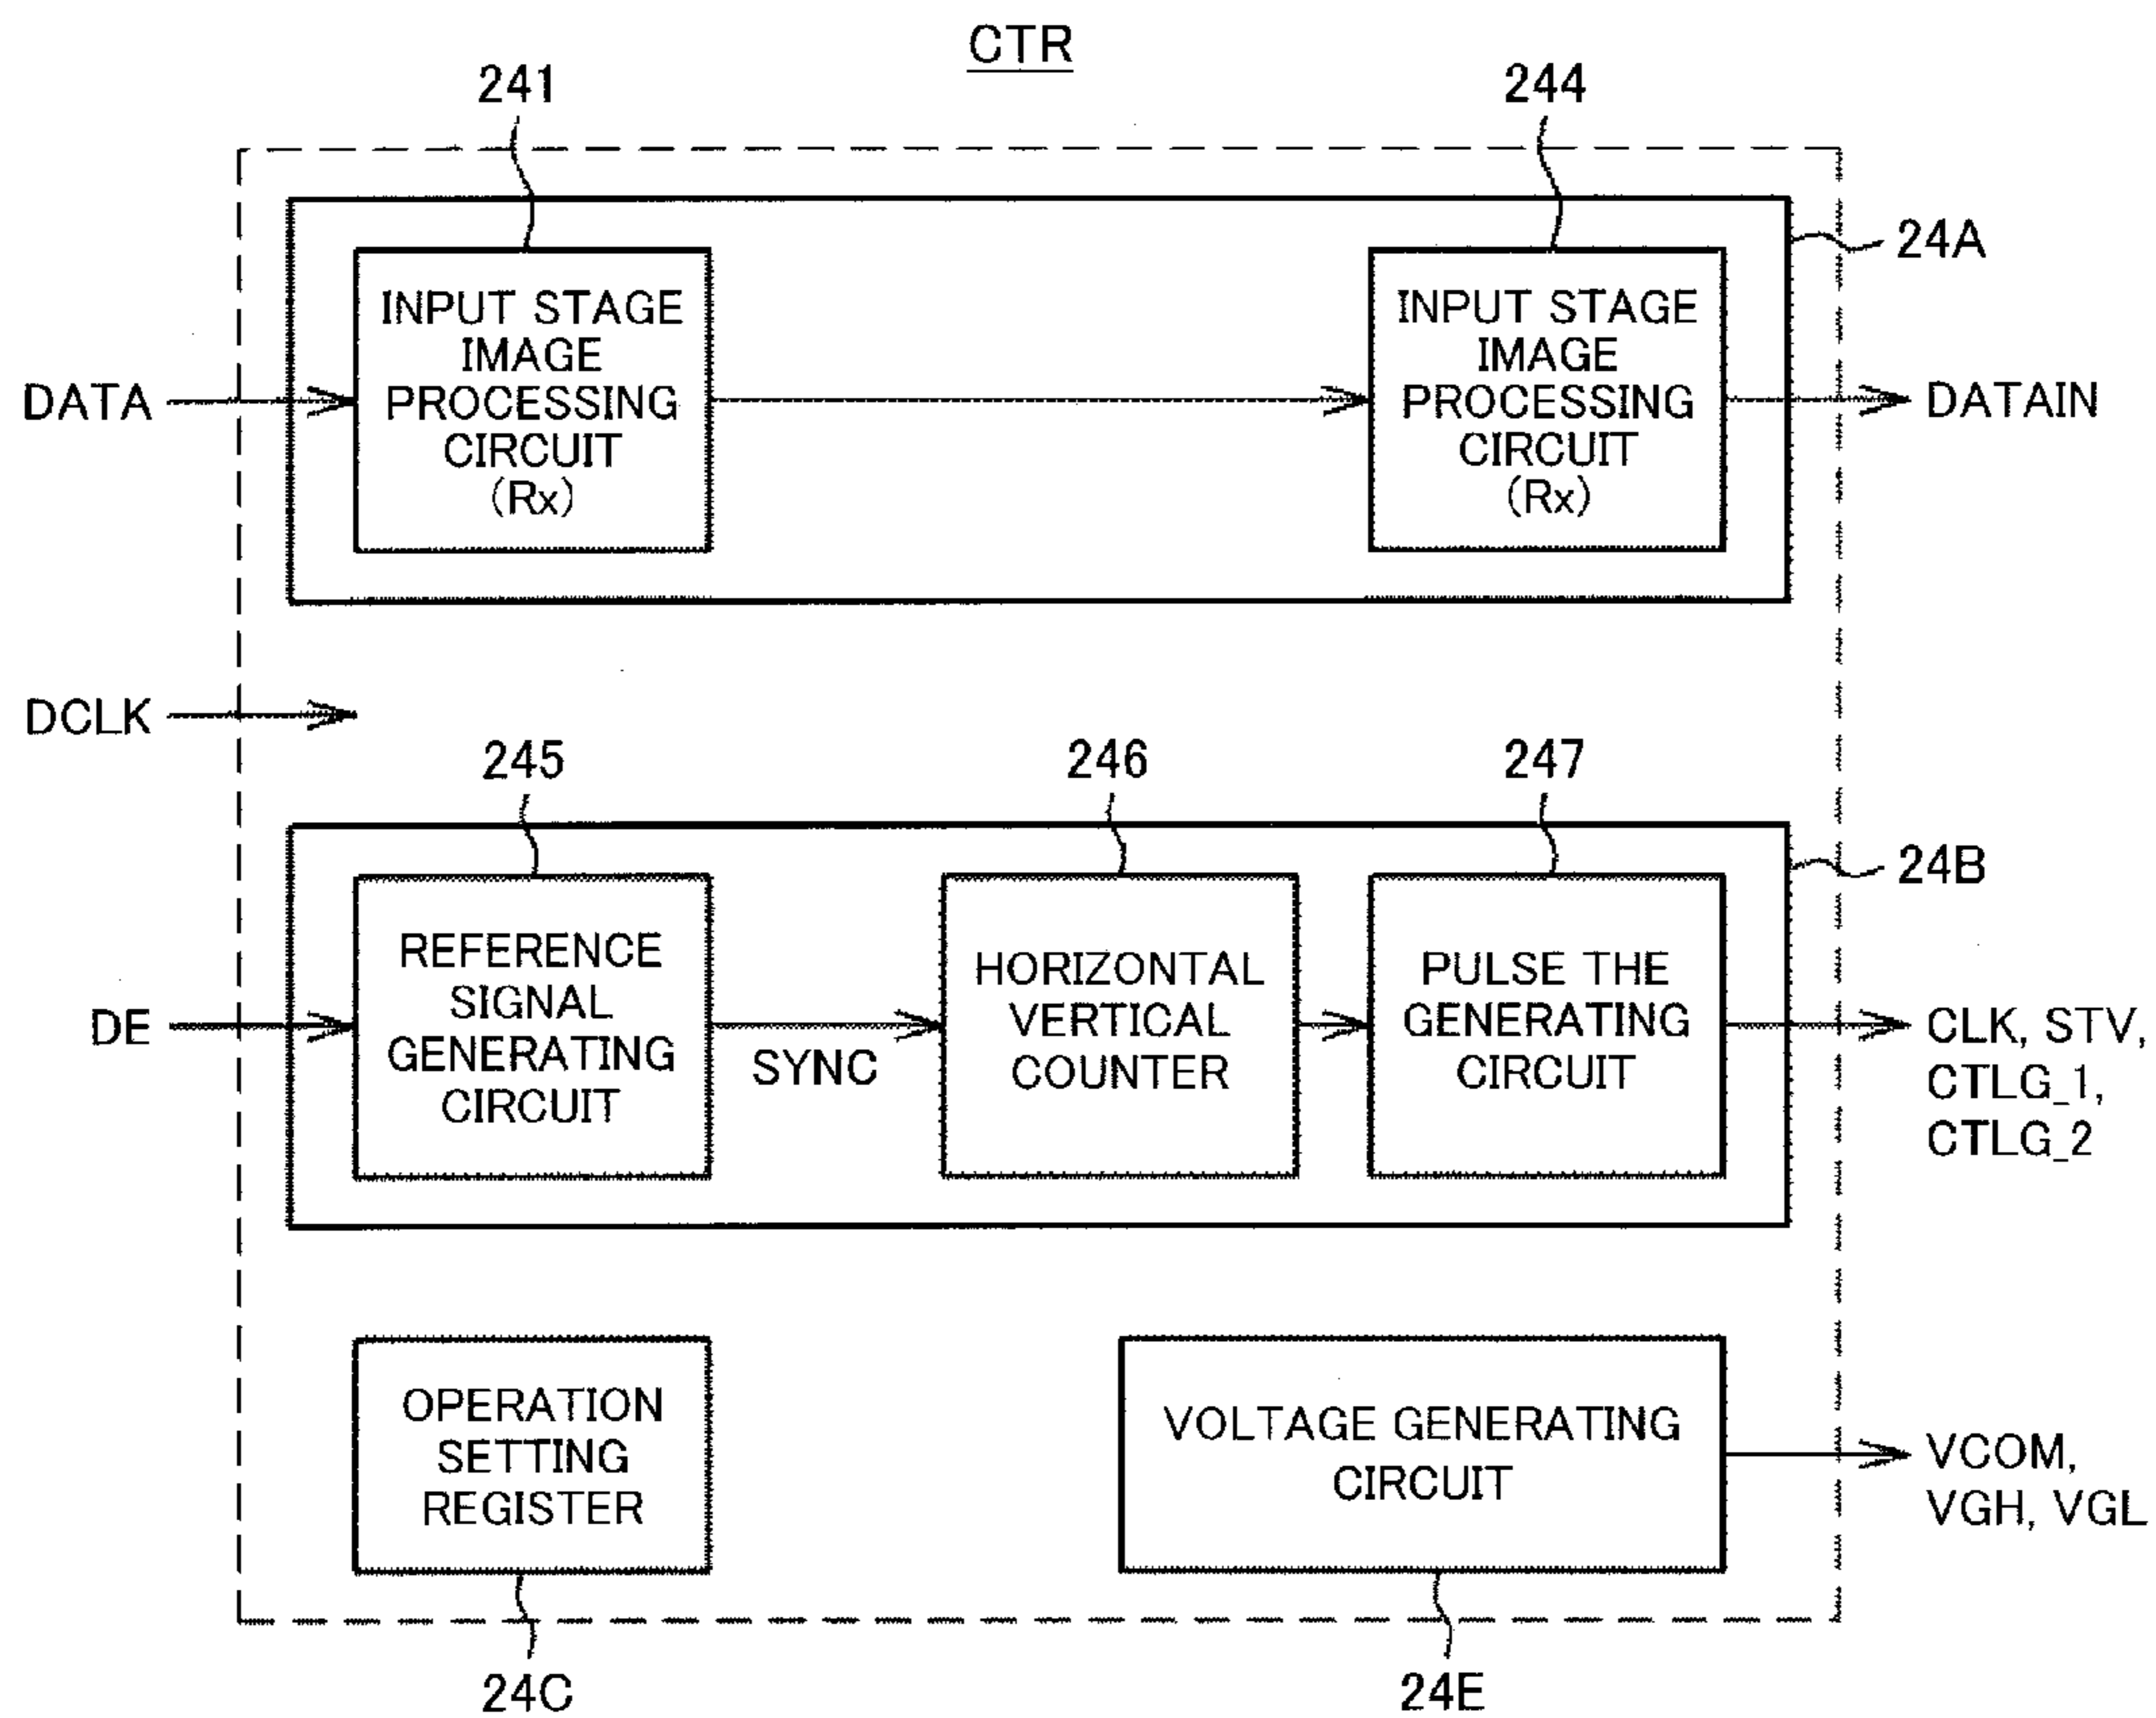 CTR
241
244
24A
INPUT STAGE
IMAGE
PROCESSING
CIRCUIT
(Rx)
INPUT STAGE
IMAGE
PROCESSING
CIRCUIT
(Rx)
DATA
DATAIN
DCLK
245
246
247
24B
REFERENCE
SIGNAL
GENERATING
CIRCUIT
HORIZONTAL
VERTICAL
COUNTER
PULSE THE
GENERATING
CIRCUIT
DE
SYNC
CLK, STV,
CTLG_1,
CTLG_2
OPERATION
SETTING
REGISTER
VOLTAGE GENERATING
CIRCUIT
VCOM,
VGH, VGL
24C
24E